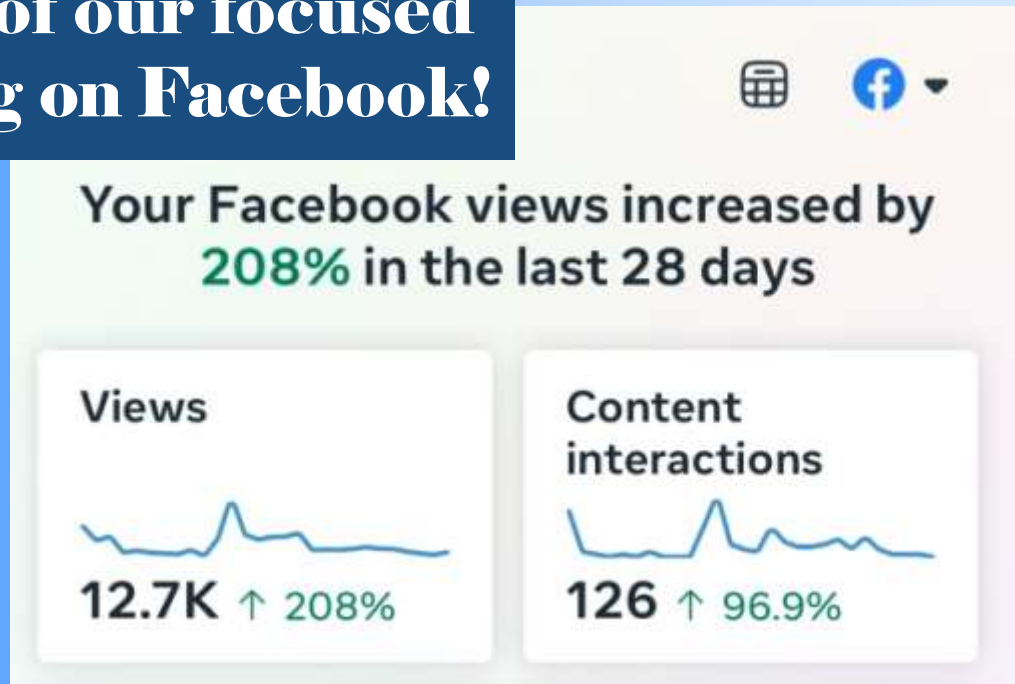 of our focused
on Facebook!
Your Facebook views increased by
208% in the last 28 days
Views
12.7K ↑ 208%
Content
interactions
126 ↑ 96.9%